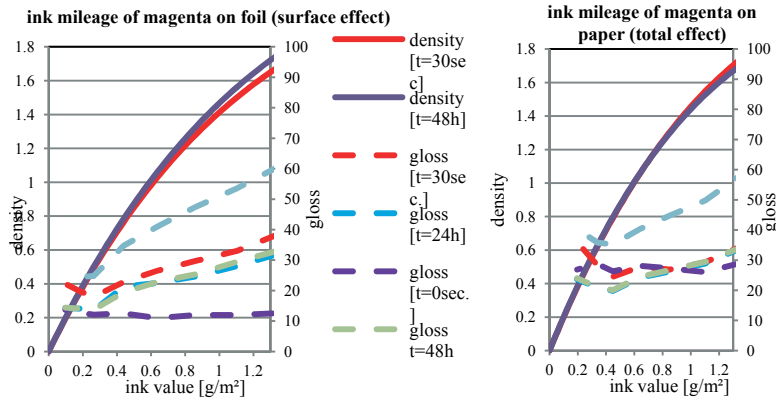 ink mileage of magenta on foil (surface effect)
1.8
1.6
1.4
1.2
1
0.8
0.6
0.4
0.2
0
density
100
90
80
70
60
50
40
30
20
10
0
gloss
0 0.2 0.4 0.6 0.8 1 1.2
ink value [g/m²]
density
[t=30se
c]
density
[t=48h]
gloss
[t=30se
c.]
gloss
[t=24h]
gloss
[t=0sec.
]
gloss
t=48h
ink mileage of magenta on
paper (total effect)
1.8
1.6
1.4
1.2
1
0.8
0.6
0.4
0.2
0
density
100
90
80
70
60
50
40
30
20
10
0
gloss
0 0.2 0.4 0.6 0.8 1 1.2
ink value [g/m²]